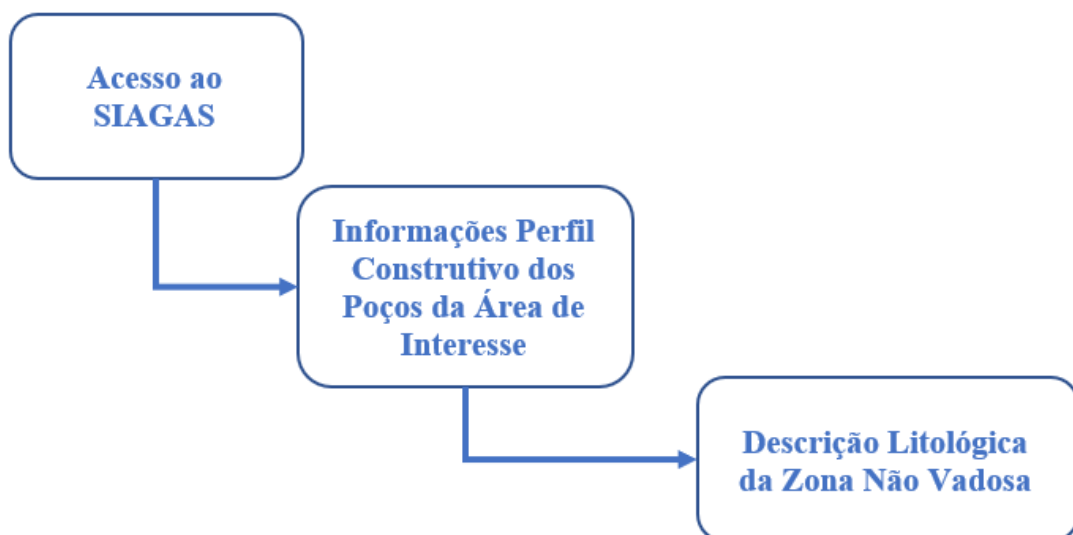 Acesso ao
SIAGAS
Informações Perfil
Construtivo dos
Poços da Área de
Interesse
Descrição Litológica
da Zona Não Vadosa